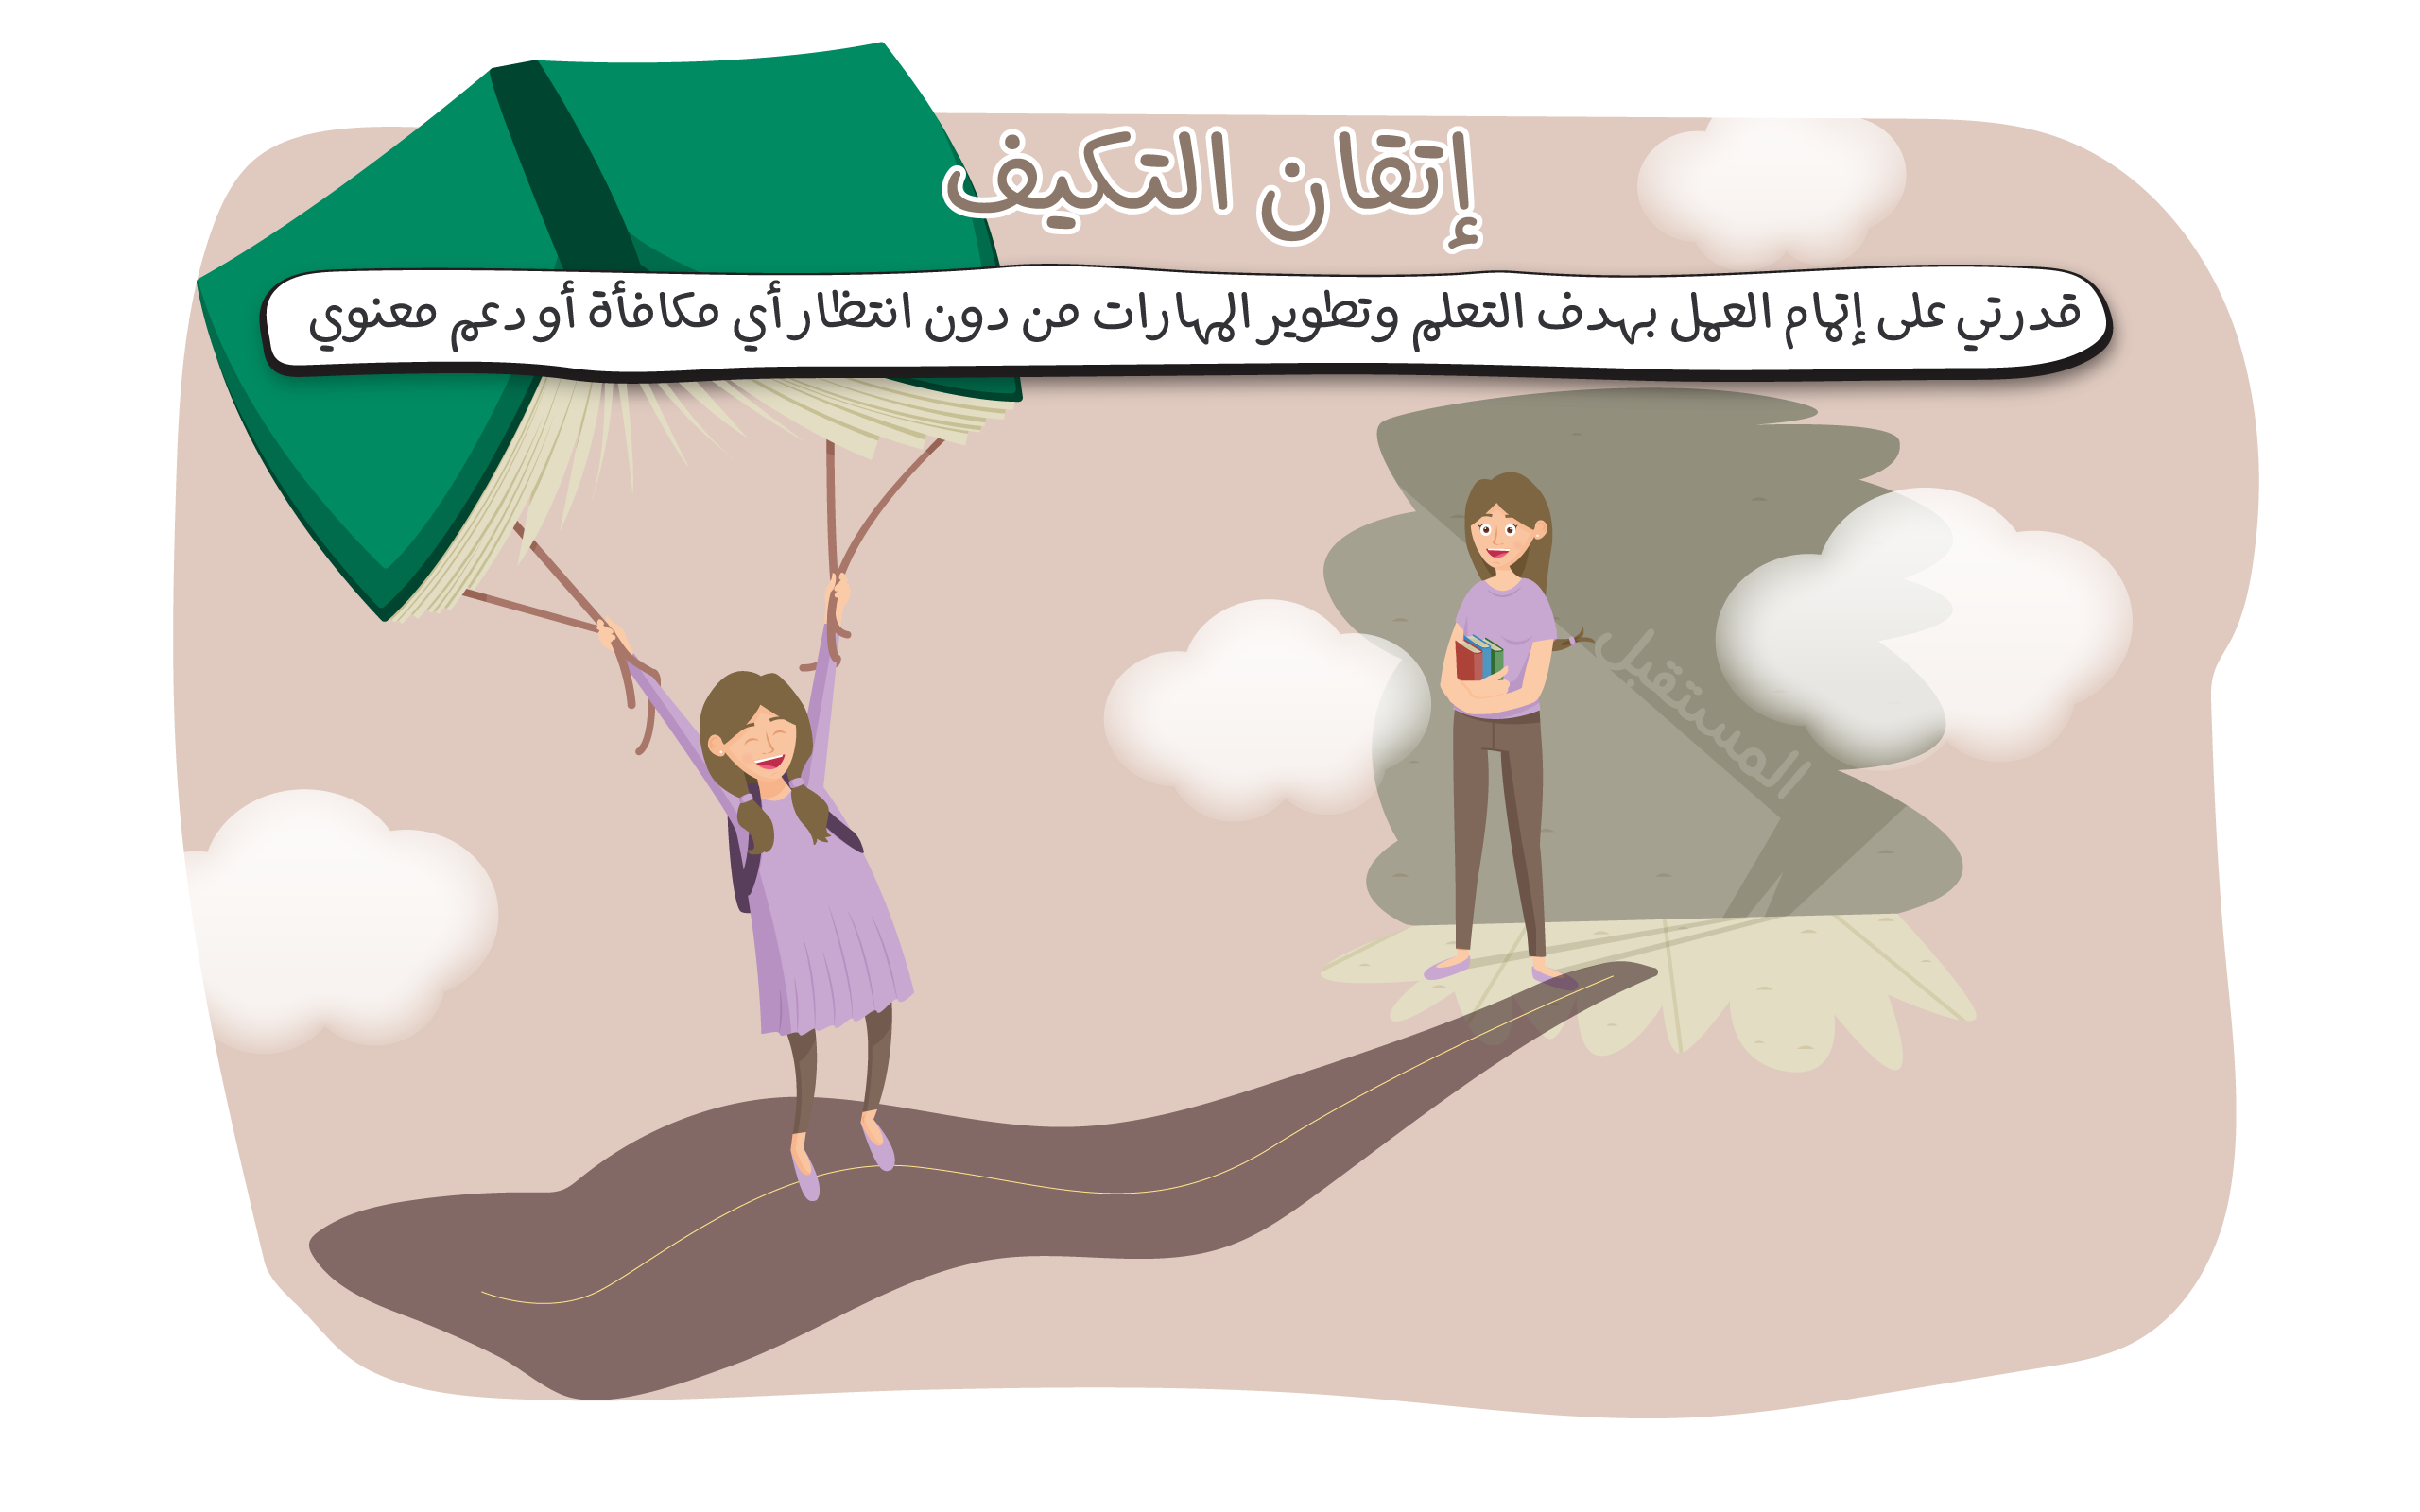 إتقان التكيف
قدرتي على إتمام العمل بهدف التعلم وتطوير المهارات من دون انتظار أي مكافأة أو دعم معنوي
المستقبل